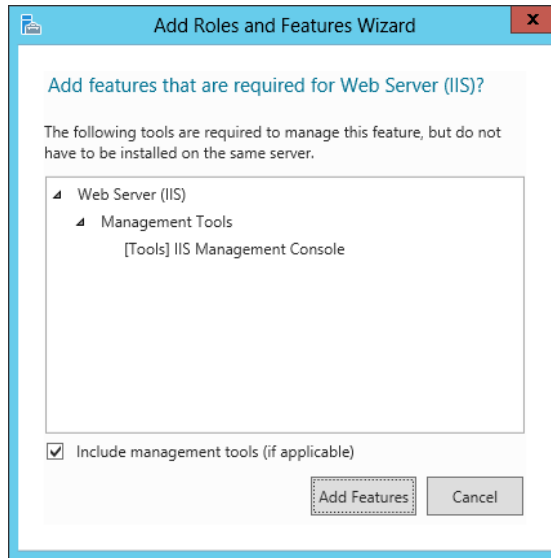 Add Roles and Features Wizard
x
Add features that are required for Web Server (IIS)?
The following tools are required to manage this feature, but do not
have to be installed on the same server.
Web Server (IIS)
Management Tools
[Tools] IIS Management Console
Include management tools (if applicable)
Add Features Cancel